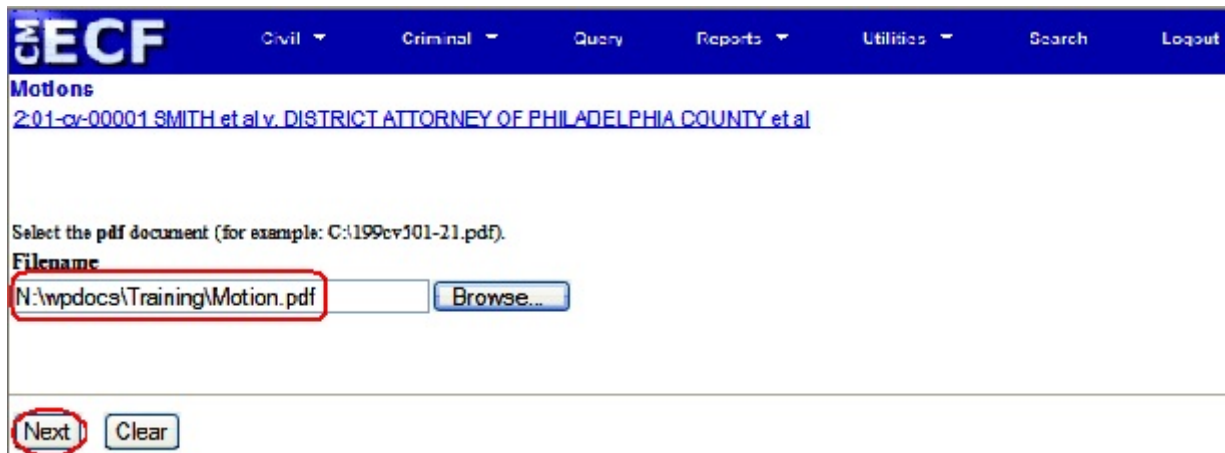 CM ECF Civil Criminal Query Reports Utilities Search Logout
Motions
2:01-cv-00001 SMITH et al v. DISTRICT ATTORNEY OF PHILADELPHIA COUNTY et al
Select the pdf document (for example: C:\199cv501-21.pdf).
Filename
N:\wpdocs\Training\Motion.pdf Browse...
Next Clear